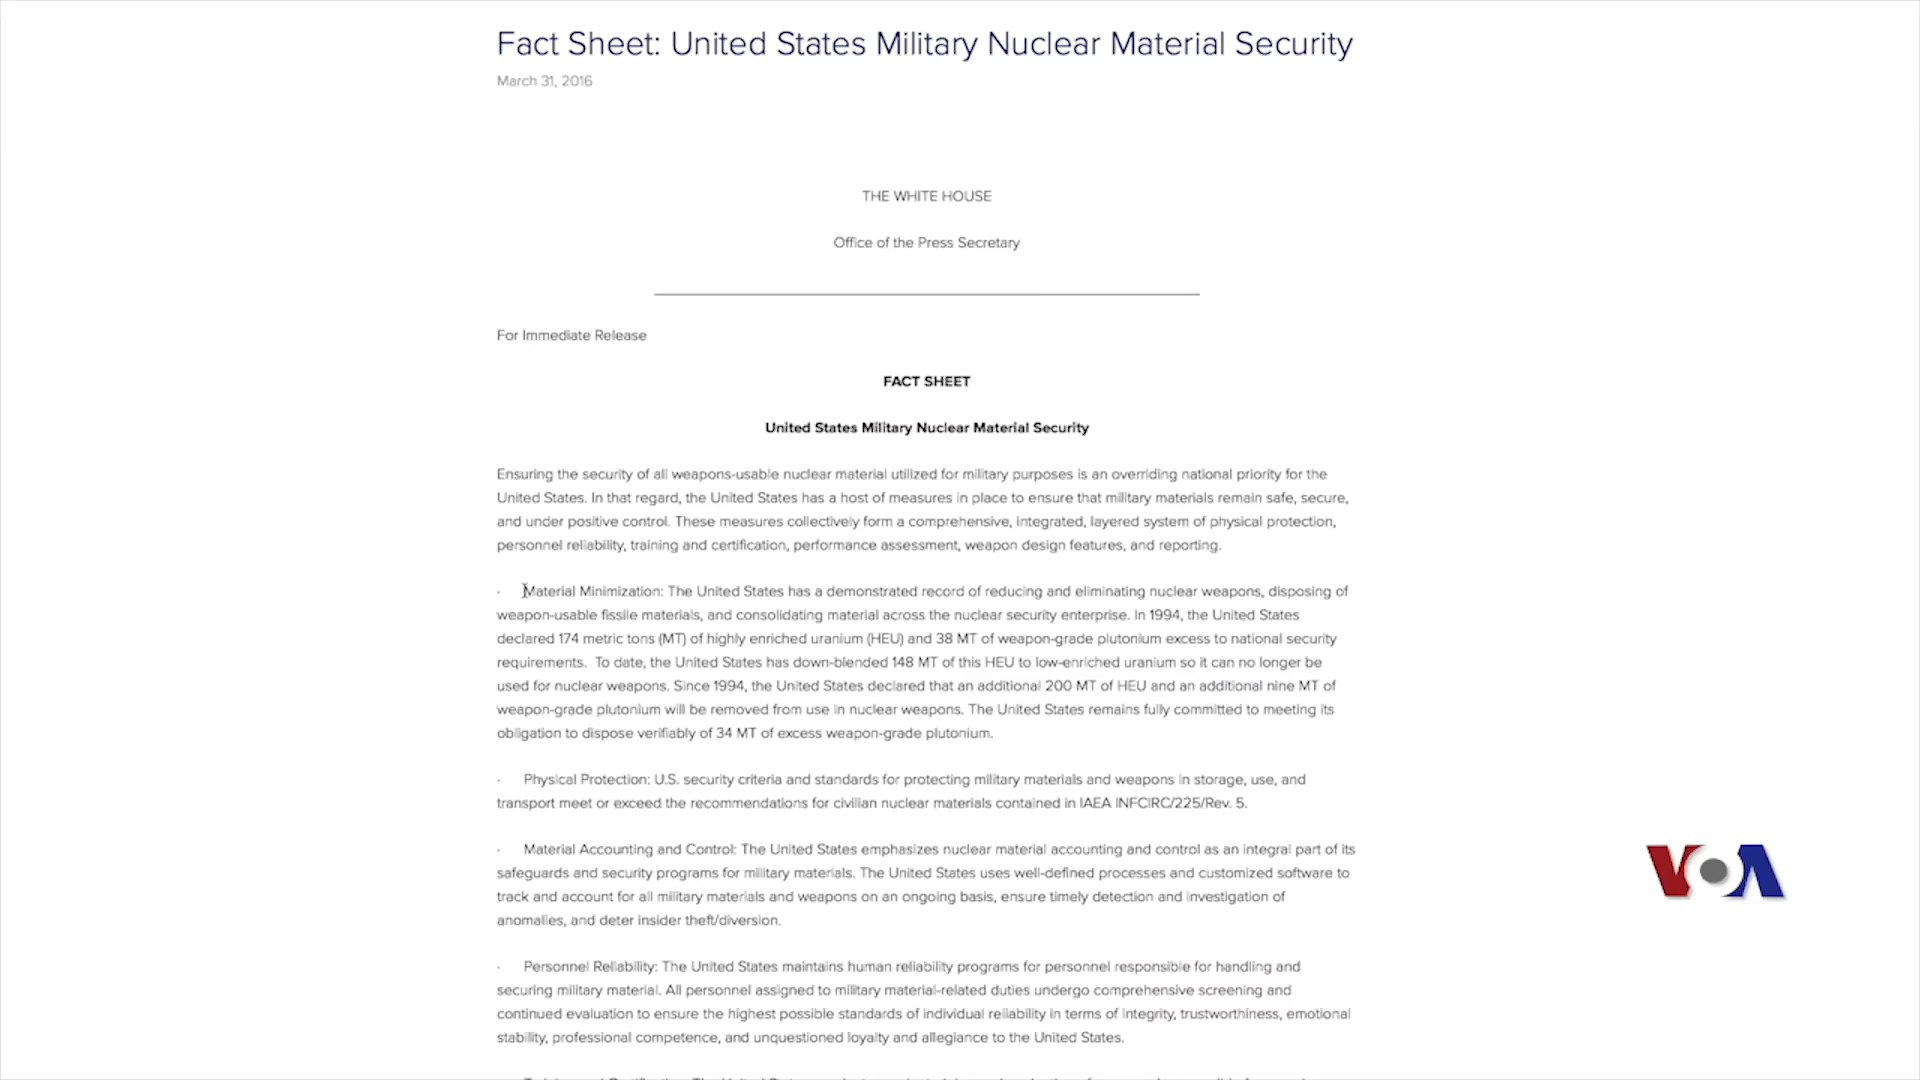 Fact Sheet: United States Military Nuclear Material Security
March 31, 2016
THE WHITE HOUSE
Office of the Press Secretary
For Immediate Release
FACT SHEET
United States Military Nuclear Material Security
Ensuring the security of all weapons-usable nuclear material utilized for military purposes is an overriding national priority for the
United States. In that regard, the United States has a host of measures in place to ensure that military materials remain safe, secure,
and under positive control. These measures collectively form a comprehensive, integrated, layered system of physical protection,
personnel reliability, training and certification, performance assessment, weapon design features, and reporting.
· Material Minimization: The United States has a demonstrated record of reducing and eliminating nuclear weapons, disposing of
weapon-usable fissile materials, and consolidating material across the nuclear security enterprise. In 1994, the United States
declared 174 metric tons (MT) of highly enriched uranium (HEU) and 38 MT of weapon-grade plutonium excess to national security
requirements. To date, the United States has down-blended 148 MT of this HEU to low-enriched uranium so it can no longer be
used for nuclear weapons. Since 1994, the United States declared that an additional 200 MT of HEU and an additional nine MT of
weapon-grade plutonium will be removed from use in nuclear weapons. The United States remains fully committed to meeting its
obligation to dispose verifiably of 34 MT of excess weapon-grade plutonium.
· Physical Protection: U.S. security criteria and standards for protecting military materials and weapons in storage, use, and
transport meet or exceed the recommendations for civilian nuclear materials contained in IAEA INFCIRC/225/Rev. 5.
· Material Accounting and Control: The United States emphasizes nuclear material accounting and control as an integral part of its
safeguards and security programs for military materials. The United States uses well-defined processes and customized software to
track and account for all military materials and weapons on an ongoing basis, ensure timely detection and investigation of
anomalies, and deter insider theft/diversion.
· Personnel Reliability: The United States maintains human reliability programs for personnel responsible for handling and
securing military material. All personnel assigned to military material-related duties undergo comprehensive screening and
continued evaluation to ensure the highest possible standards of individual reliability in terms of integrity, trustworthiness, emotional
stability, professional competence, and unquestioned loyalty and allegiance to the United States.
VOA